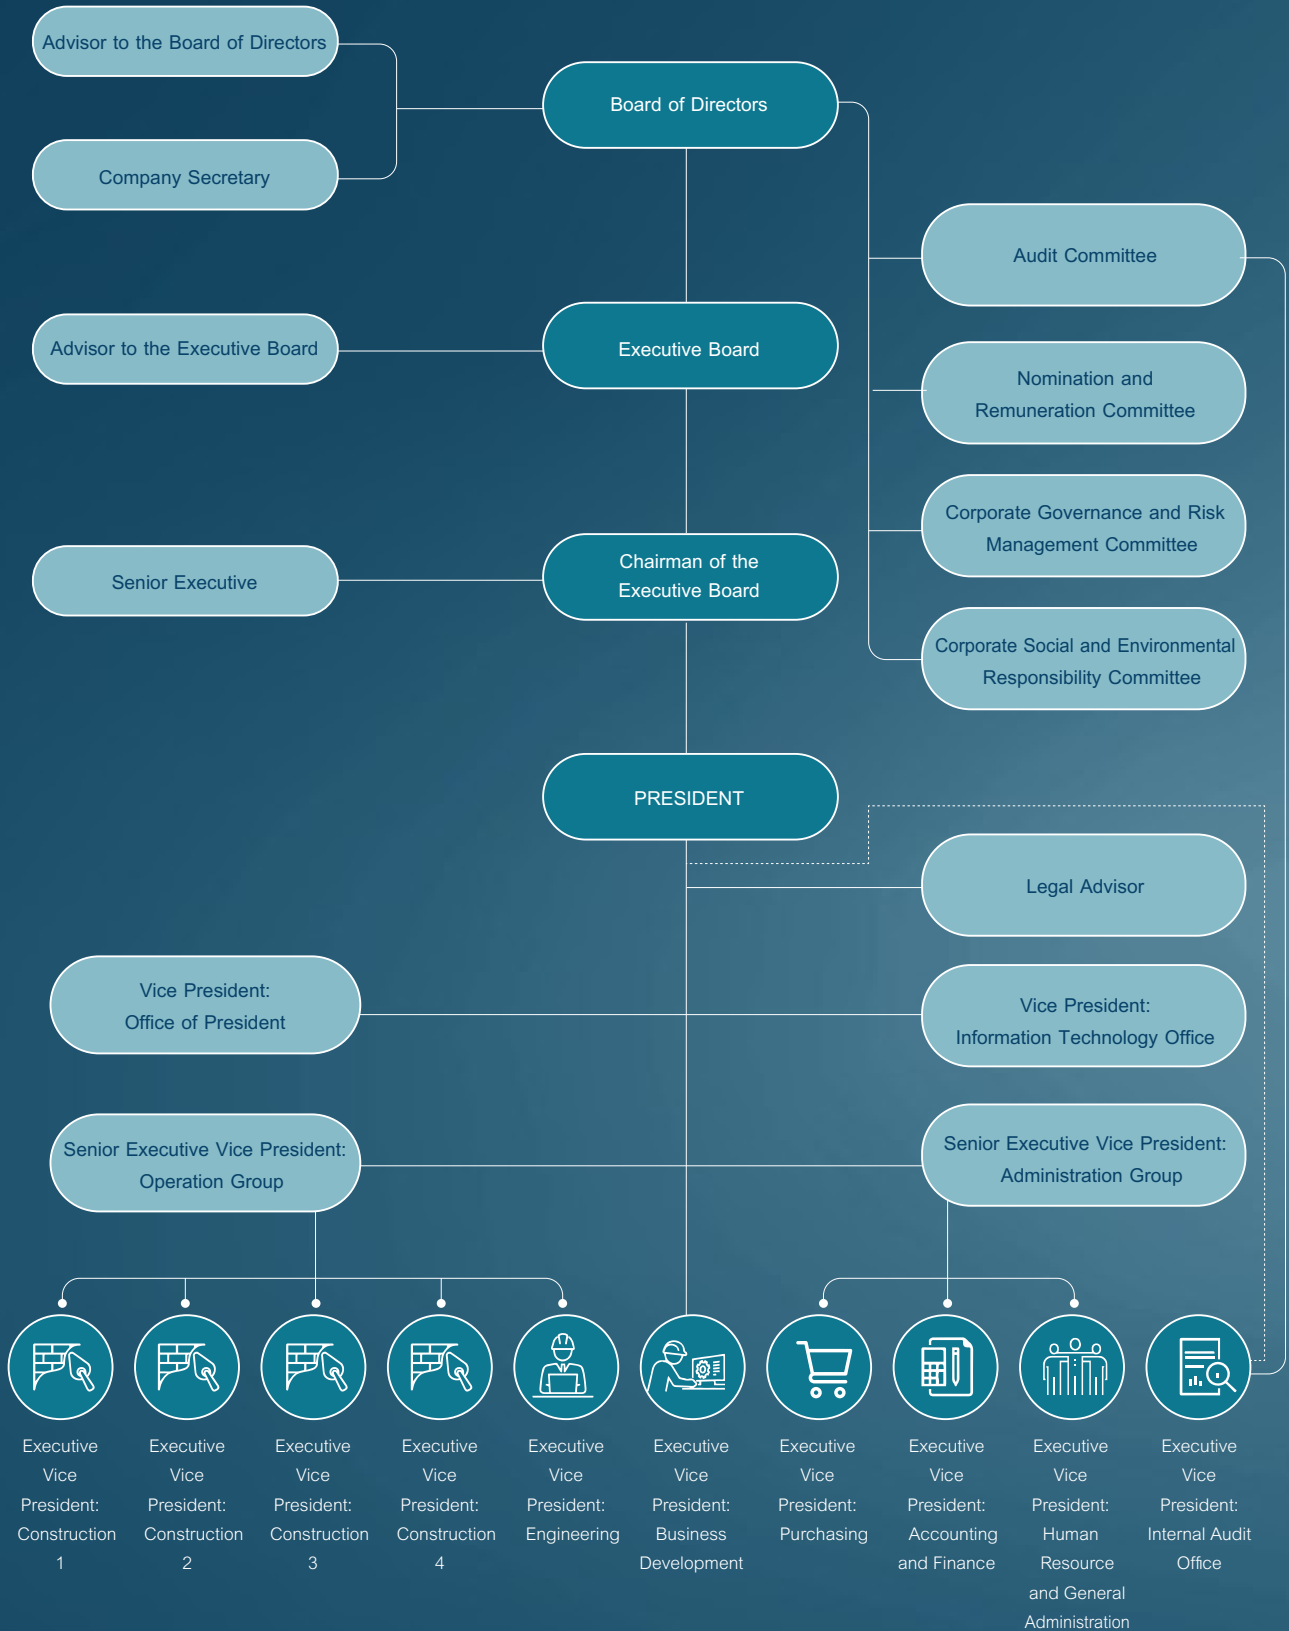 Advisor to the Board of Directors
Board of Directors
Company Secretary
Audit Committee
Advisor to the Executive Board
Executive Board
Nomination and
Remuneration Committee
Corporate Governance and Risk
Management Committee
Senior Executive
Chairman of the
Executive Board
Corporate Social and Environmental
Responsibility Committee
PRESIDENT
Legal Advisor
Vice President:
Office of President
Vice President:
Information Technology Office
Senior Executive Vice President:
Operation Group
Senior Executive Vice President:
Administration Group
Executive
Vice
President:
Construction
1
Executive
Vice
President:
Construction
2
Executive
Vice
President:
Construction
3
Executive
Vice
President:
Construction
4
Executive
Vice
President:
Engineering
Executive
Vice
President:
Business
Development
Executive
Vice
President:
Purchasing
Executive
Vice
President:
Accounting
and Finance
Executive
Vice
President:
Human
Resource
and General
Administration
Executive
Vice
President:
Internal Audit
Office